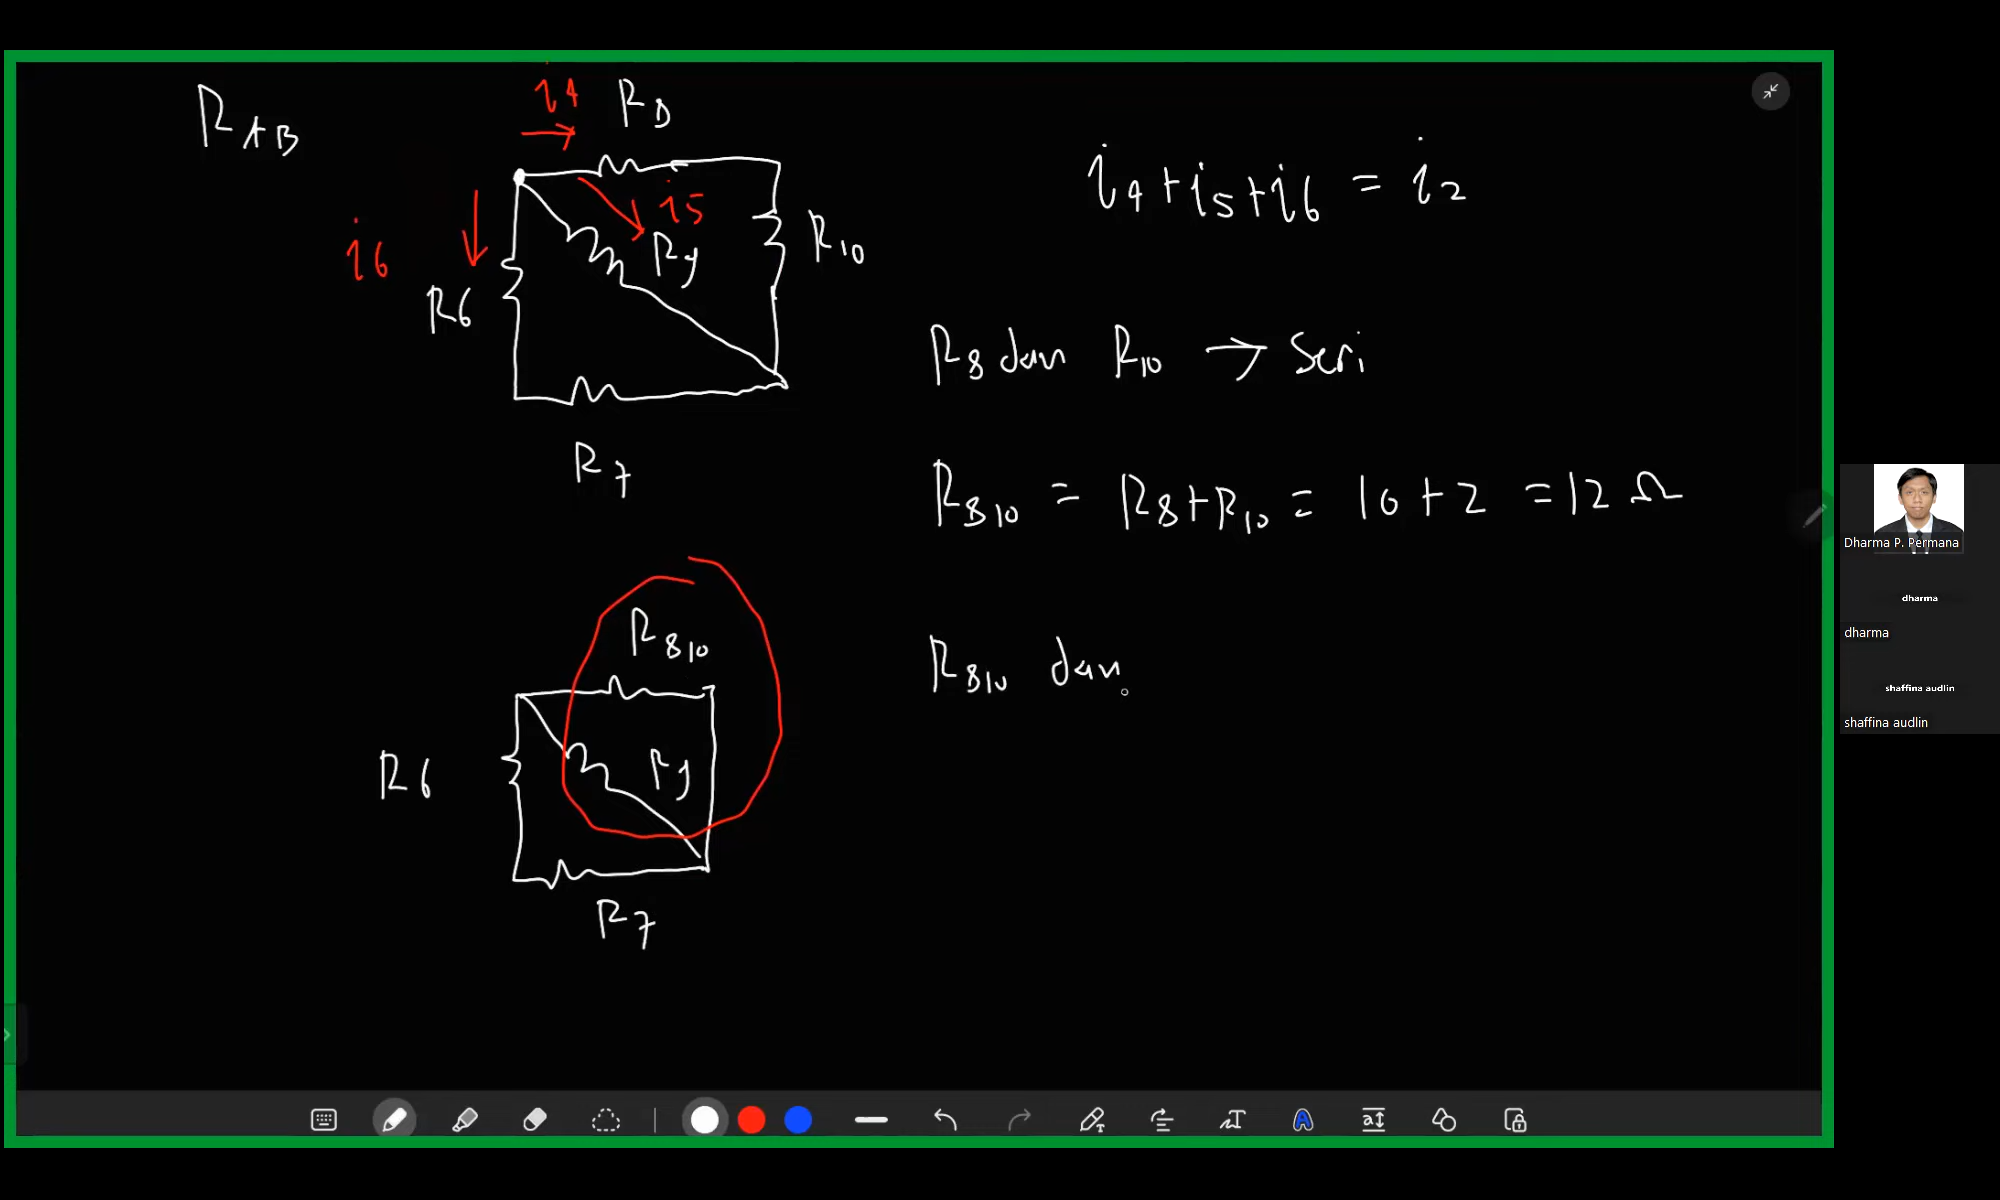 R AB
i4
R8
i5
R9
R10
i6
R6
R7
i4 + i5 + i6 = i2
R8 dan R10 → Seri
R810 = R8 + R10 = 10 + 2 = 12 Ω
R810
R9
R6
R7
R810 dan
Dharma P. Permana
dharma
dharma
shaffina audlin
shaffina audlin